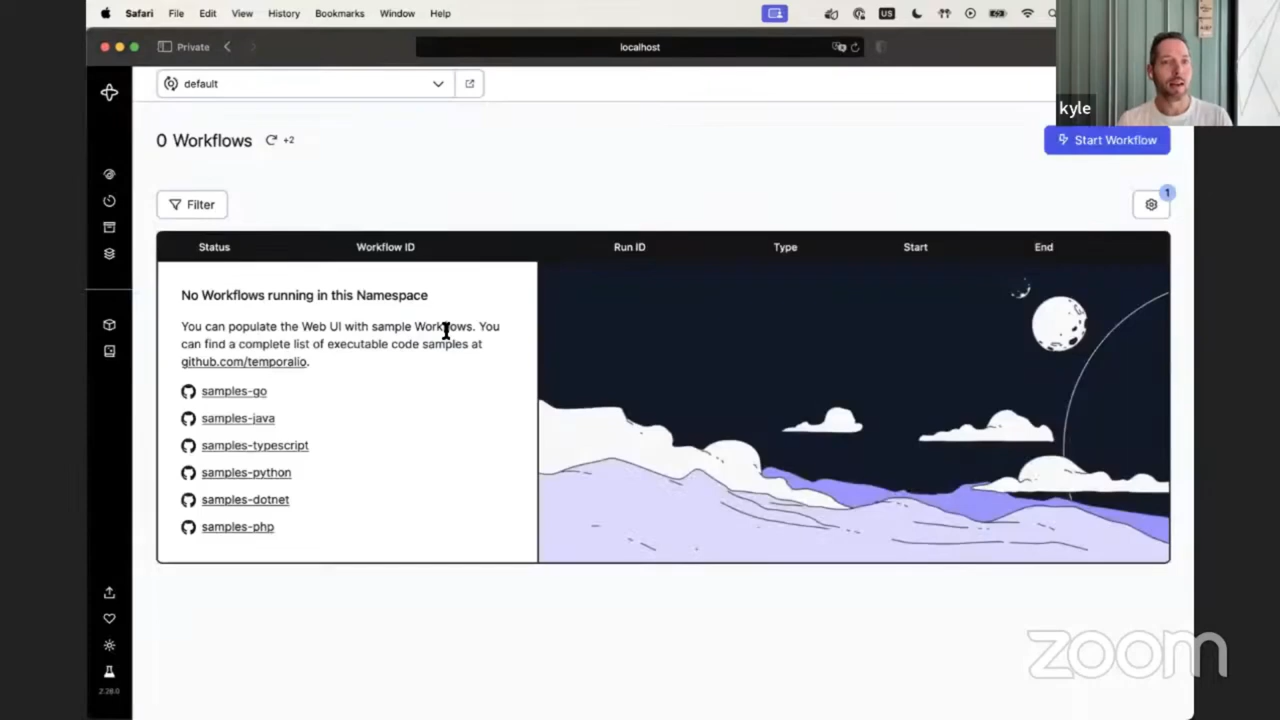 Safari File Edit View History Bookmarks Window Help
US
Private
localhost
default
kyle
0 Workflows
+2
Start Workflow
Filter
1
Status Workflow ID Run ID Type Start End
No Workflows running in this Namespace
You can populate the Web UI with sample Workflows. You
can find a complete list of executable code samples at
github.com/temporalio.
samples-go
samples-java
samples-typescript
samples-python
samples-dotnet
samples-php
zoom